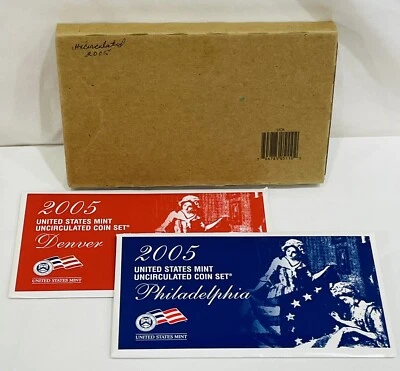 Uncirculated
2005
2005
UNITED STATES MINT
UNCIRCULATED COIN SET®
Denver
UNITED STATES MINT
2005
UNITED STATES MINT
UNCIRCULATED COIN SET®
Philadelphia
UNITED STATES MINT